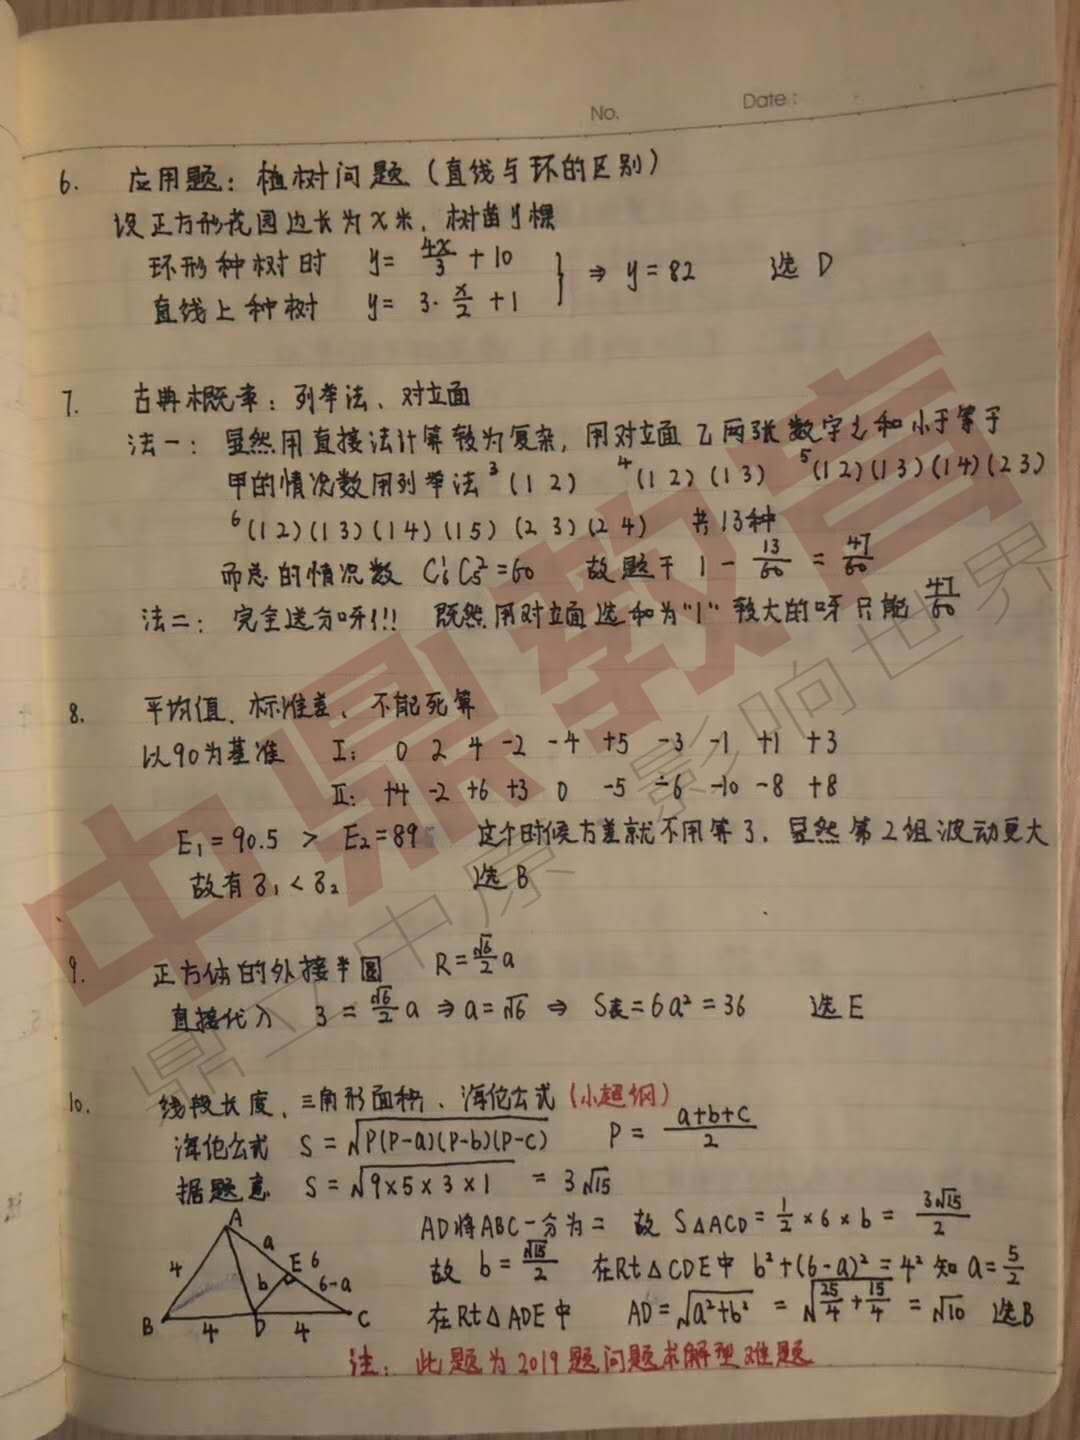 No.
Date:
6. 应用题: 植树问题 (直线与环的区别)
设正方形花园边长为x米, 树苗y棵
环形种树时 y = 4x/3 + 10
直线上种树 y = 3·x/2 + 1
} ⇒ y = 82 选D
7. 古典概率: 列举法、对立面
法一: 显然用直接法计算较为复杂, 用对立面 乙两张数字之和小于等于
甲的情况数用列举法 ³(1 2) ⁴(1 2)(1 3) ⁵(1 2)(1 3)(1 4)(2 3)
⁶(1 2)(1 3)(1 4)(1 5)(2 3)(2 4) 共13种
而总的情况数 C₆¹C₅² = 60 故题干 1 - 13/60 = 47/60
法二: 完全送分呀!!! 既然用对立面选和为"1"较大的呀只能 47/60
8. 平均值、标准差、不能死算
以90为基准 I: 0 2 4 -2 -4 +5 -3 -1 +1 +3
II: +4 -2 +6 +3 0 -5 -6 -10 -8 +8
E₁ = 90.5 > E₂ = 89 这个时候方差就不用算了, 显然第2组波动更大
故有 δ₁ < δ₂ 选B
9. 正方体的外接半圆 R = √6/2 a
直接代入 3 = √6/2 a ⇒ a = √6 ⇒ S表 = 6a² = 36 选E
10. 线段长度、三角形面积、海伦公式 (小超纲)
海伦公式 S = √P(P-a)(P-b)(P-c) P = a+b+c/2
据题意 S = √9×5×3×1 = 3√15
AD将ABC一分为二 故 S△ACD = 1/2 × 6 × b = 3√15/2
故 b = √15/2 在Rt△CDE中 b² + (6-a)² = 4² 知 a = 5/2
在Rt△ADE中 AD = √a²+b² = √25/4 + 15/4 = √10 选B
A
4
a
E
6
b
6-a
B
4
D
4
C
注: 此题为2019题问题求解型难题
中鼎教育
鼎立中原 影响世界